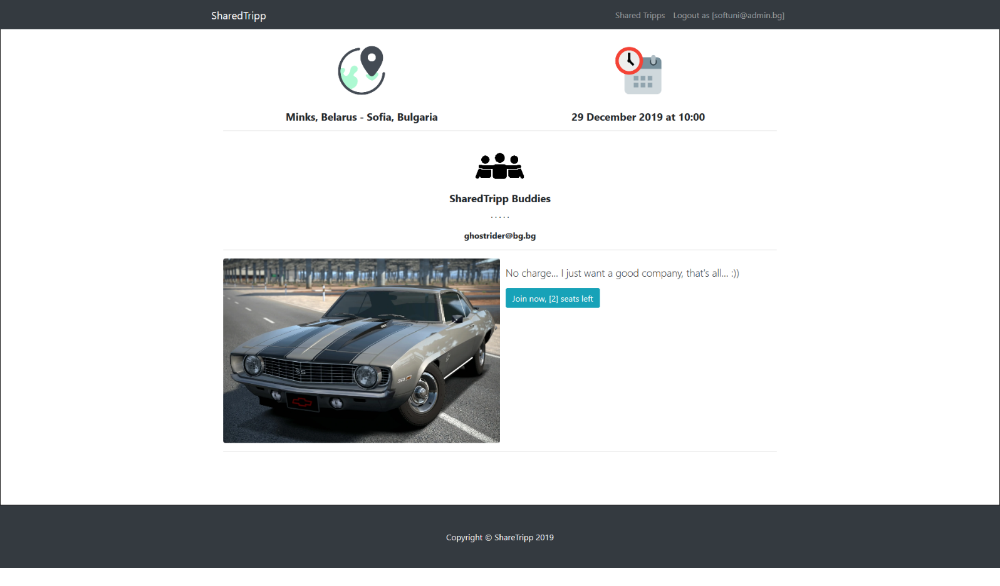 SharedTripp
Shared Tripps Logout as [softuni@admin.bg]
Minks, Belarus - Sofia, Bulgaria
29 December 2019 at 10:00
SharedTripp Buddies
. . . . .
ghostrider@bg.bg
No charge... I just want a good company, that's all... :))
Join now, [2] seats left
SS
350
Copyright © ShareTripp 2019